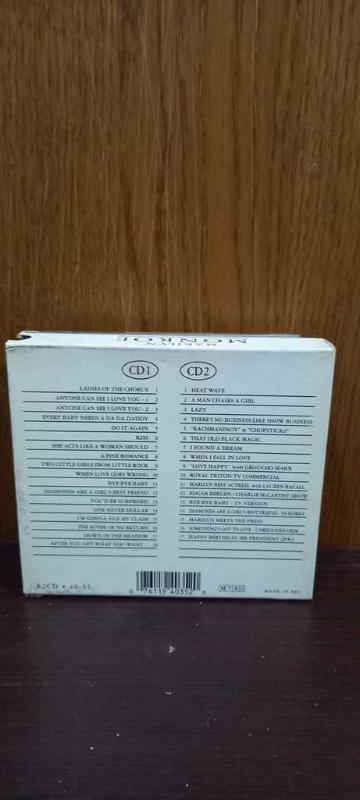 MARILYN
MONROE
CD1
LADIES OF THE CHORUS 1
ANYONE CAN SEE I LOVE YOU - 1 2
ANYONE CAN SEE I LOVE YOU - 2 3
EVERY BABY NEEDS A DA DA DADDY 4
DO IT AGAIN 5
KISS 6
SHE ACTS LIKE A WOMAN SHOULD 7
A FINE ROMANCE 8
TWO LITTLE GIRLS FROM LITTLE ROCK 9
WHEN LOVE GOES WRONG 10
BYE BYE BABY 11
DIAMONDS ARE A GIRL'S BEST FRIEND 12
YOU'D BE SURPRISED 13
ONE SILVER DOLLAR 14
I'M GONNA FILE MY CLAIM 15
THE RIVER OF NO RETURN 16
DOWN IN THE MEADOW 17
AFTER YOU GET WHAT YOU WANT... 18
CD2
1 HEAT WAVE
2 A MAN CHASES A GIRL
3 LAZY
4 THERE'S NO BUSINESS LIKE SHOW BUSINESS
5 "RACHMANINOV" & "CHOPSTICKS"
6 THAT OLD BLACK MAGIC
7 I FOUND A DREAM
8 WHEN I FALL IN LOVE
9 "LOVE HAPPY" with GROUCHO MARX
10 ROYAL TRITON TV COMMERCIAL
11 MARILYN BEST ACTRESS with LAUREN BACALL
12 EDGAR BERGEN / CHARLIE McCARTHY SHOW
13 BYE BYE BABY - TV VERSION
14 DIAMONDS ARE A GIRL'S BEST FRIEND - IN KOREA
15 MARILYN MEETS THE PRESS
16 SOMETHING'S GOT TO GIVE - UNRELEASED FILM
17 HAPPY BIRTHDAY MR PRESIDENT (JFK)
R2CD • 40-35
0 76119 40352
MADE IN EEC